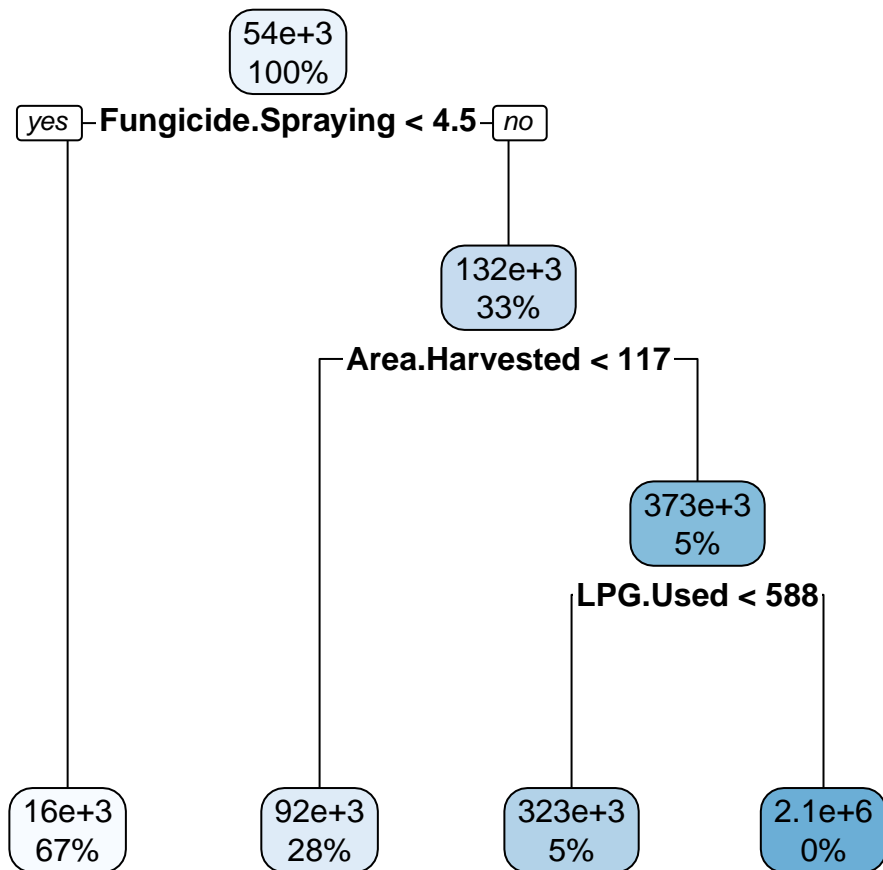 54e+3
100%
yes Fungicide.Spraying < 4.5 no
132e+3
33%
Area.Harvested < 117
373e+3
5%
LPG.Used < 588
16e+3
67%
92e+3
28%
323e+3
5%
2.1e+6
0%